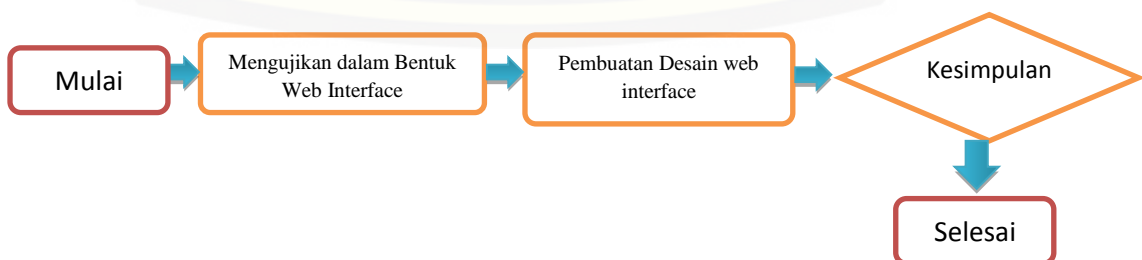 Mulai
Mengujikan dalam Bentuk
Web Interface
Pembuatan Desain web
interface
Kesimpulan
Selesai